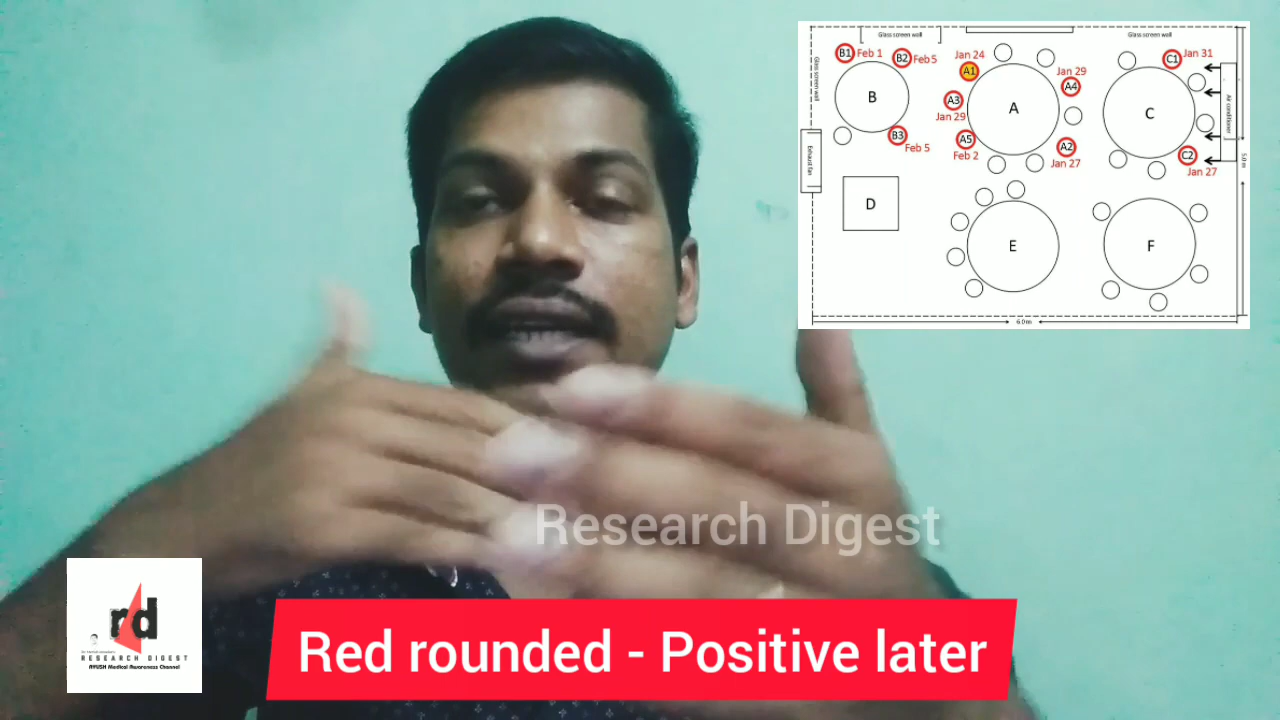 Glass screen wall
Glass screen wall
Glass screen wall
B1 Feb 1
B2 Feb 5
Jan 24
A1
Jan 29
A4
C1 Jan 31
B
A3
Jan 29
A
C
Air conditioner
B3
Feb 5
A5
Feb 2
A2
Jan 27
C2
Jan 27
Exhaust fan
5.0 m
D
E
F
6.0 m
Research Digest
rd
RESEARCH DIGEST
AYUSH Medical Awareness Channel
Red rounded - Positive later